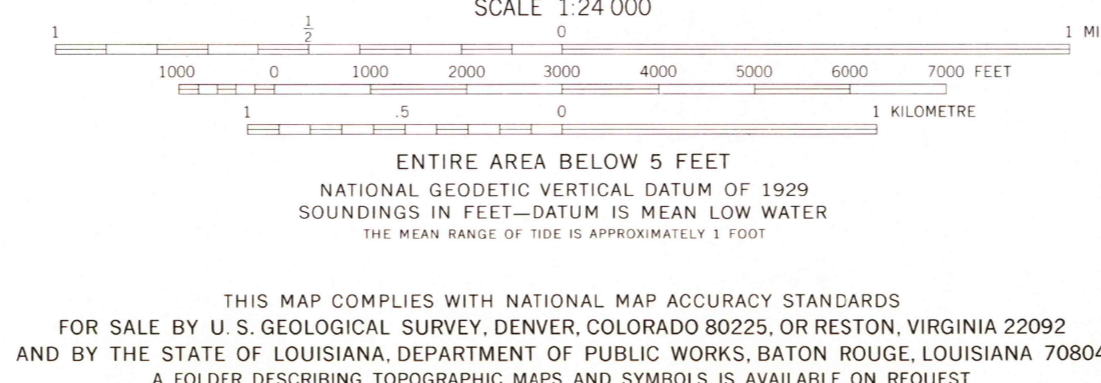 SCALE 1:24 000
1 1/2 0 1 MI
1000 0 1000 2000 3000 4000 5000 6000 7000 FEET
1 .5 0 1 KILOMETRE
ENTIRE AREA BELOW 5 FEET
NATIONAL GEODETIC VERTICAL DATUM OF 1929
SOUNDINGS IN FEET—DATUM IS MEAN LOW WATER
THE MEAN RANGE OF TIDE IS APPROXIMATELY 1 FOOT
THIS MAP COMPLIES WITH NATIONAL MAP ACCURACY STANDARDS
FOR SALE BY U. S. GEOLOGICAL SURVEY, DENVER, COLORADO 80225, OR RESTON, VIRGINIA 22092
AND BY THE STATE OF LOUISIANA, DEPARTMENT OF PUBLIC WORKS, BATON ROUGE, LOUISIANA 70804
A FOLDER DESCRIBING TOPOGRAPHIC MAPS AND SYMBOLS IS AVAILABLE ON REQUEST